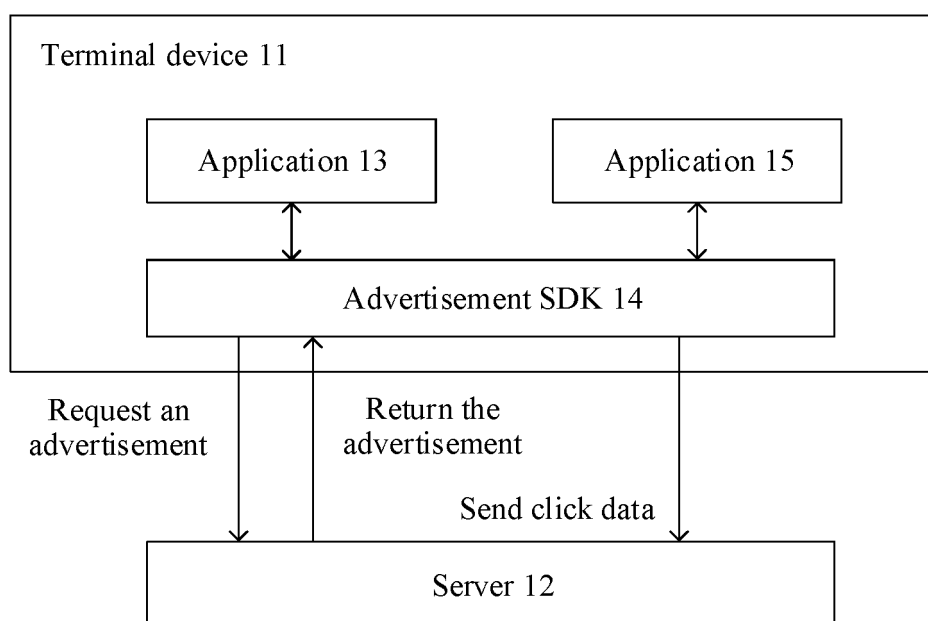 Terminal device 11
Application 13
Application 15
Advertisement SDK 14
Request an
advertisement
Return the
advertisement
Send click data
Server 12